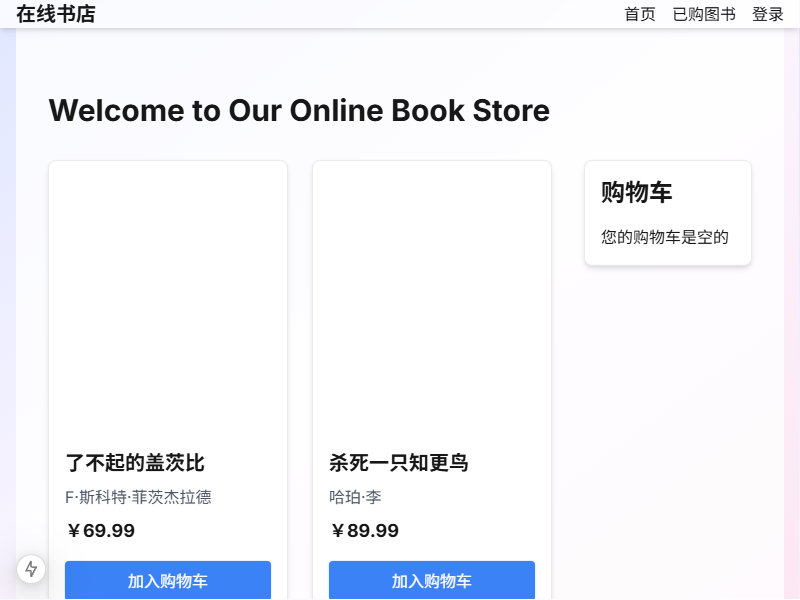 在线书店
首页 已购图书 登录
Welcome to Our Online Book Store
了不起的盖茨比
F·斯科特·菲茨杰拉德
￥69.99
加入购物车
杀死一只知更鸟
哈珀·李
￥89.99
加入购物车
购物车
您的购物车是空的